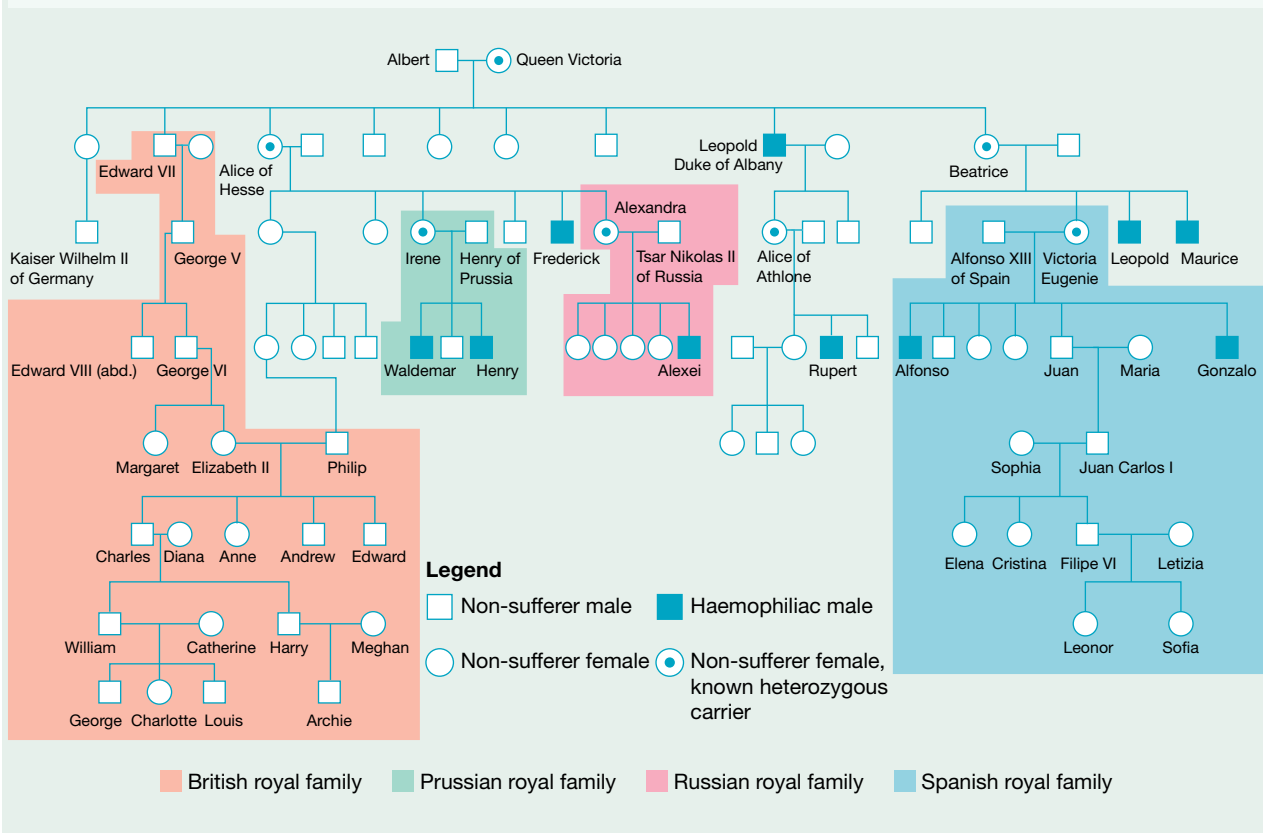 Albert
Queen Victoria
Edward VII
Alice of
Hesse
Leopold
Duke of Albany
Beatrice
Kaiser Wilhelm II
of Germany
George V
Irene
Henry of
Prussia
Frederick
Alexandra
Tsar Nikolas II
of Russia
Alice of
Athlone
Alfonso XIII
of Spain
Victoria
Eugenie
Leopold
Maurice
Edward VIII (abd.)
George VI
Waldemar
Henry
Alexei
Rupert
Alfonso
Juan
Maria
Gonzalo
Margaret
Elizabeth II
Philip
Sophia
Juan Carlos I
Charles
Diana
Anne
Andrew
Edward
Elena
Cristina
Filipe VI
Letizia
William
Catherine
Harry
Meghan
Leonor
Sofia
George
Charlotte
Louis
Archie
Legend
Non-sufferer male
Haemophiliac male
Non-sufferer female
Non-sufferer female,
known heterozygous
carrier
British royal family
Prussian royal family
Russian royal family
Spanish royal family